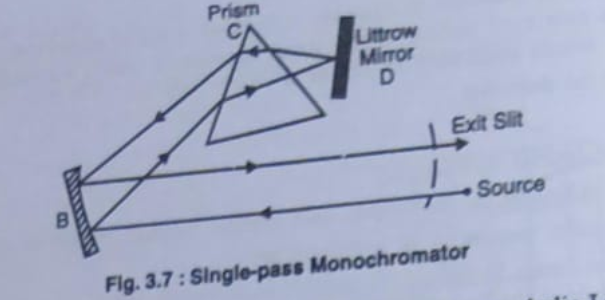 Prism
C
Littrow
Mirror
D
Exit Slit
Source
B
Fig. 3.7 : Single-pass Monochromator